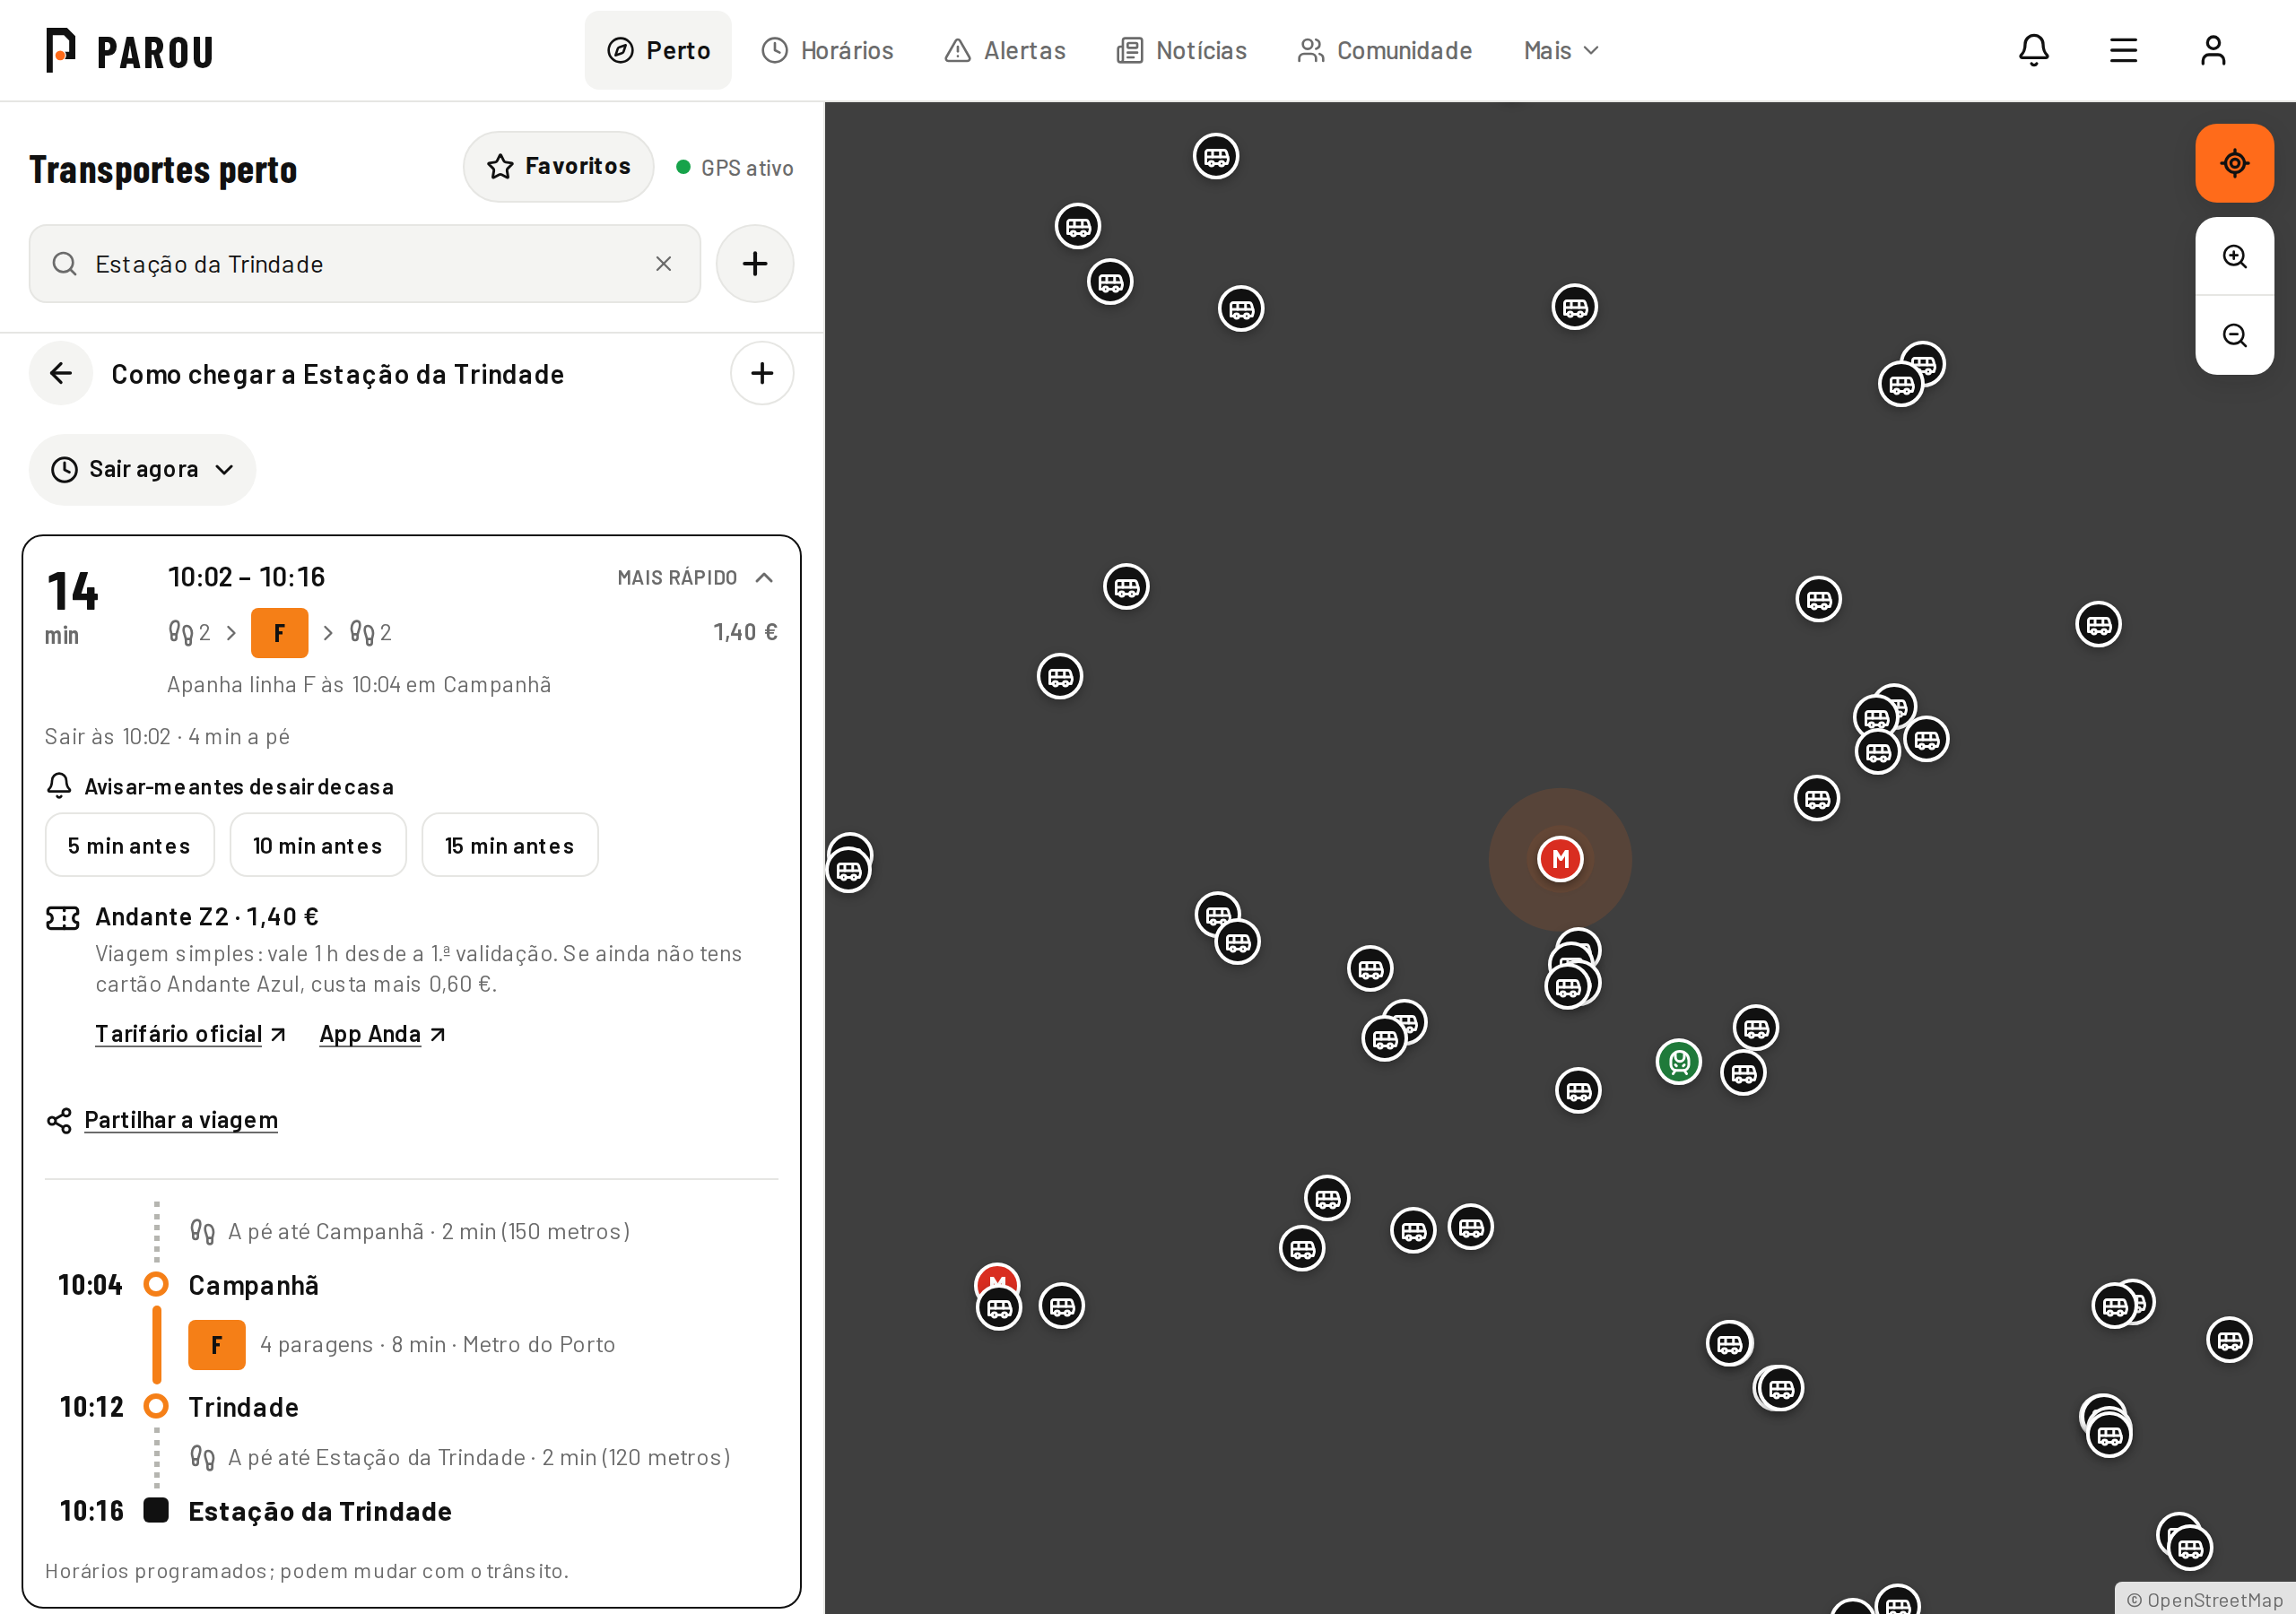 PAROU
Perto
Horários
Alertas
Notícias
Comunidade
Mais
Transportes perto
Favoritos
GPS ativo
Estação da Trindade
Como chegar a Estação da Trindade
Sair agora
14
min
10:02 – 10:16
MAIS RÁPIDO
2 F 2
1,40 €
Apanha linha F às 10:04 em Campanhã
Sair às 10:02 · 4 min a pé
Avisar-me antes de sair de casa
5 min antes
10 min antes
15 min antes
Andante Z2 · 1,40 €
Viagem simples: vale 1 h desde a 1.ª validação. Se ainda não tens
cartão Andante Azul, custa mais 0,60 €.
Tarifário oficial
App Anda
Partilhar a viagem
A pé até Campanhã · 2 min (150 metros)
10:04 Campanhã
F 4 paragens · 8 min · Metro do Porto
10:12 Trindade
A pé até Estação da Trindade · 2 min (120 metros)
10:16 Estação da Trindade
Horários programados; podem mudar com o trânsito.
M
M
© OpenStreetMap